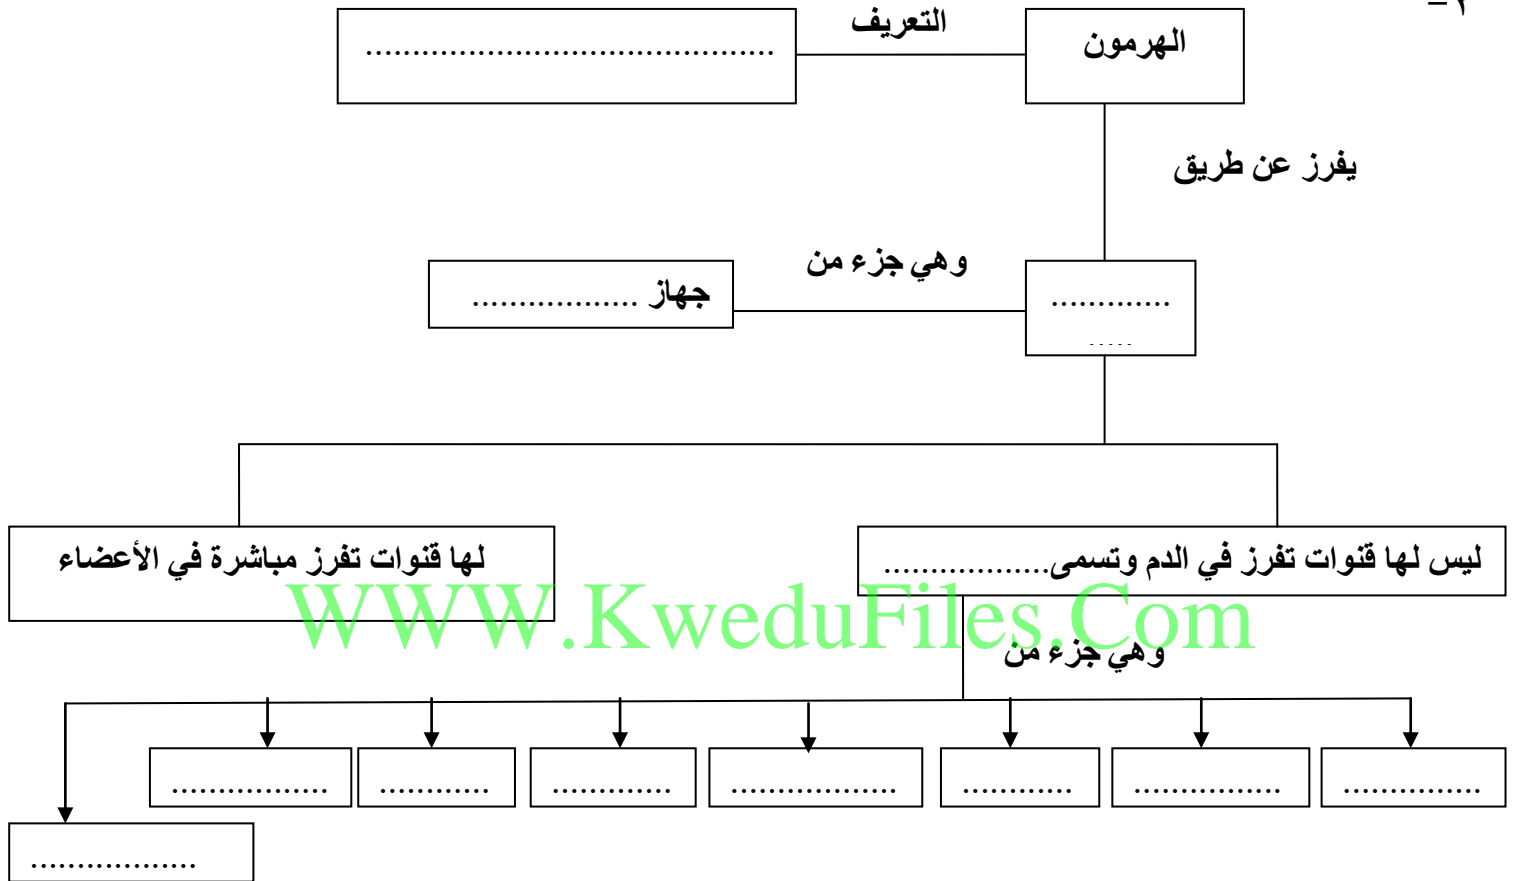 ٢ –
الهرمون
التعريف
..........................................
يفرز عن طريق
.............
.....
وهي جزء من
جهاز ..................
ليس لها قنوات تفرز في الدم وتسمى..................
لها قنوات تفرز مباشرة في الأعضاء
WWW.KweduFiles.Com
وهي جزء من
...............
................
............
..................
.............
............
.................
..................